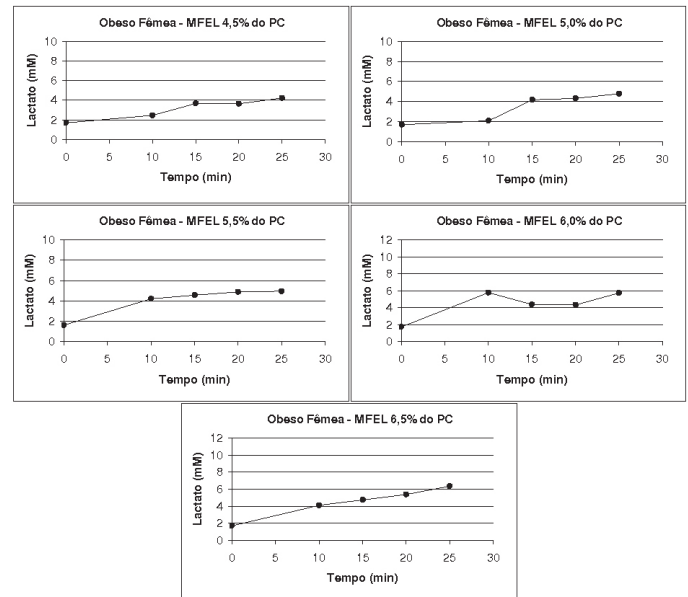 Obeso Fêmea - MFEL 4,5% do PC
Lactato (mM)
10
8
6
4
2
0
0 5 10 15 20 25 30
Tempo (min)
Obeso Fêmea - MFEL 5,0% do PC
Lactato (mM)
10
8
6
4
2
0
0 5 10 15 20 25 30
Tempo (min)
Obeso Fêmea - MFEL 5,5% do PC
Lactato (mM)
10
8
6
4
2
0
0 5 10 15 20 25 30
Tempo (min)
Obeso Fêmea - MFEL 6,0% do PC
Lactato (mM)
12
10
8
6
4
2
0
0 5 10 15 20 25 30
Tempo (min)
Obeso Fêmea - MFEL 6,5% do PC
Lactato (mM)
12
10
8
6
4
2
0
0 5 10 15 20 25 30
Tempo (min)